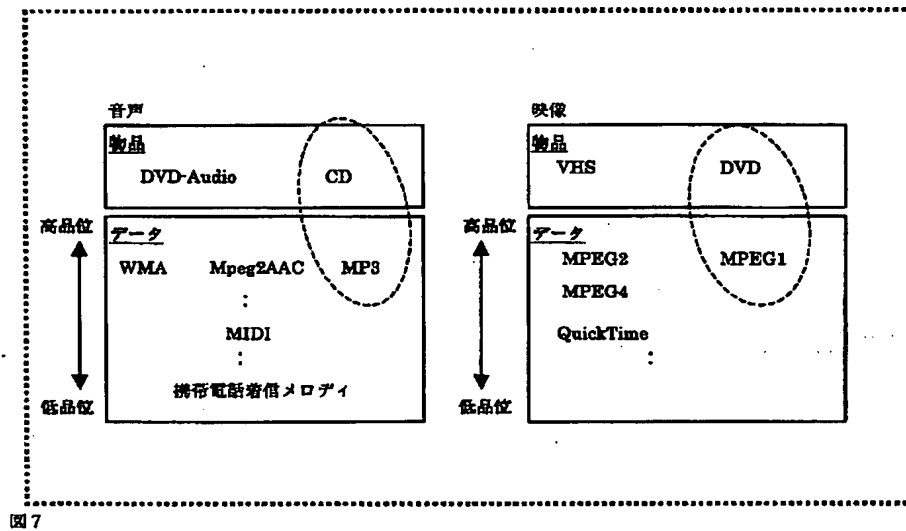 音声
物品
DVD-Audio CD
高品位
データ
WMA Mpeg2AAC MP3
:
MIDI
:
携帯電話着信メロディ
低品位
映像
物品
VHS DVD
高品位
データ
MPEG2 MPEG1
MPEG4
QuickTime
:
低品位
図7